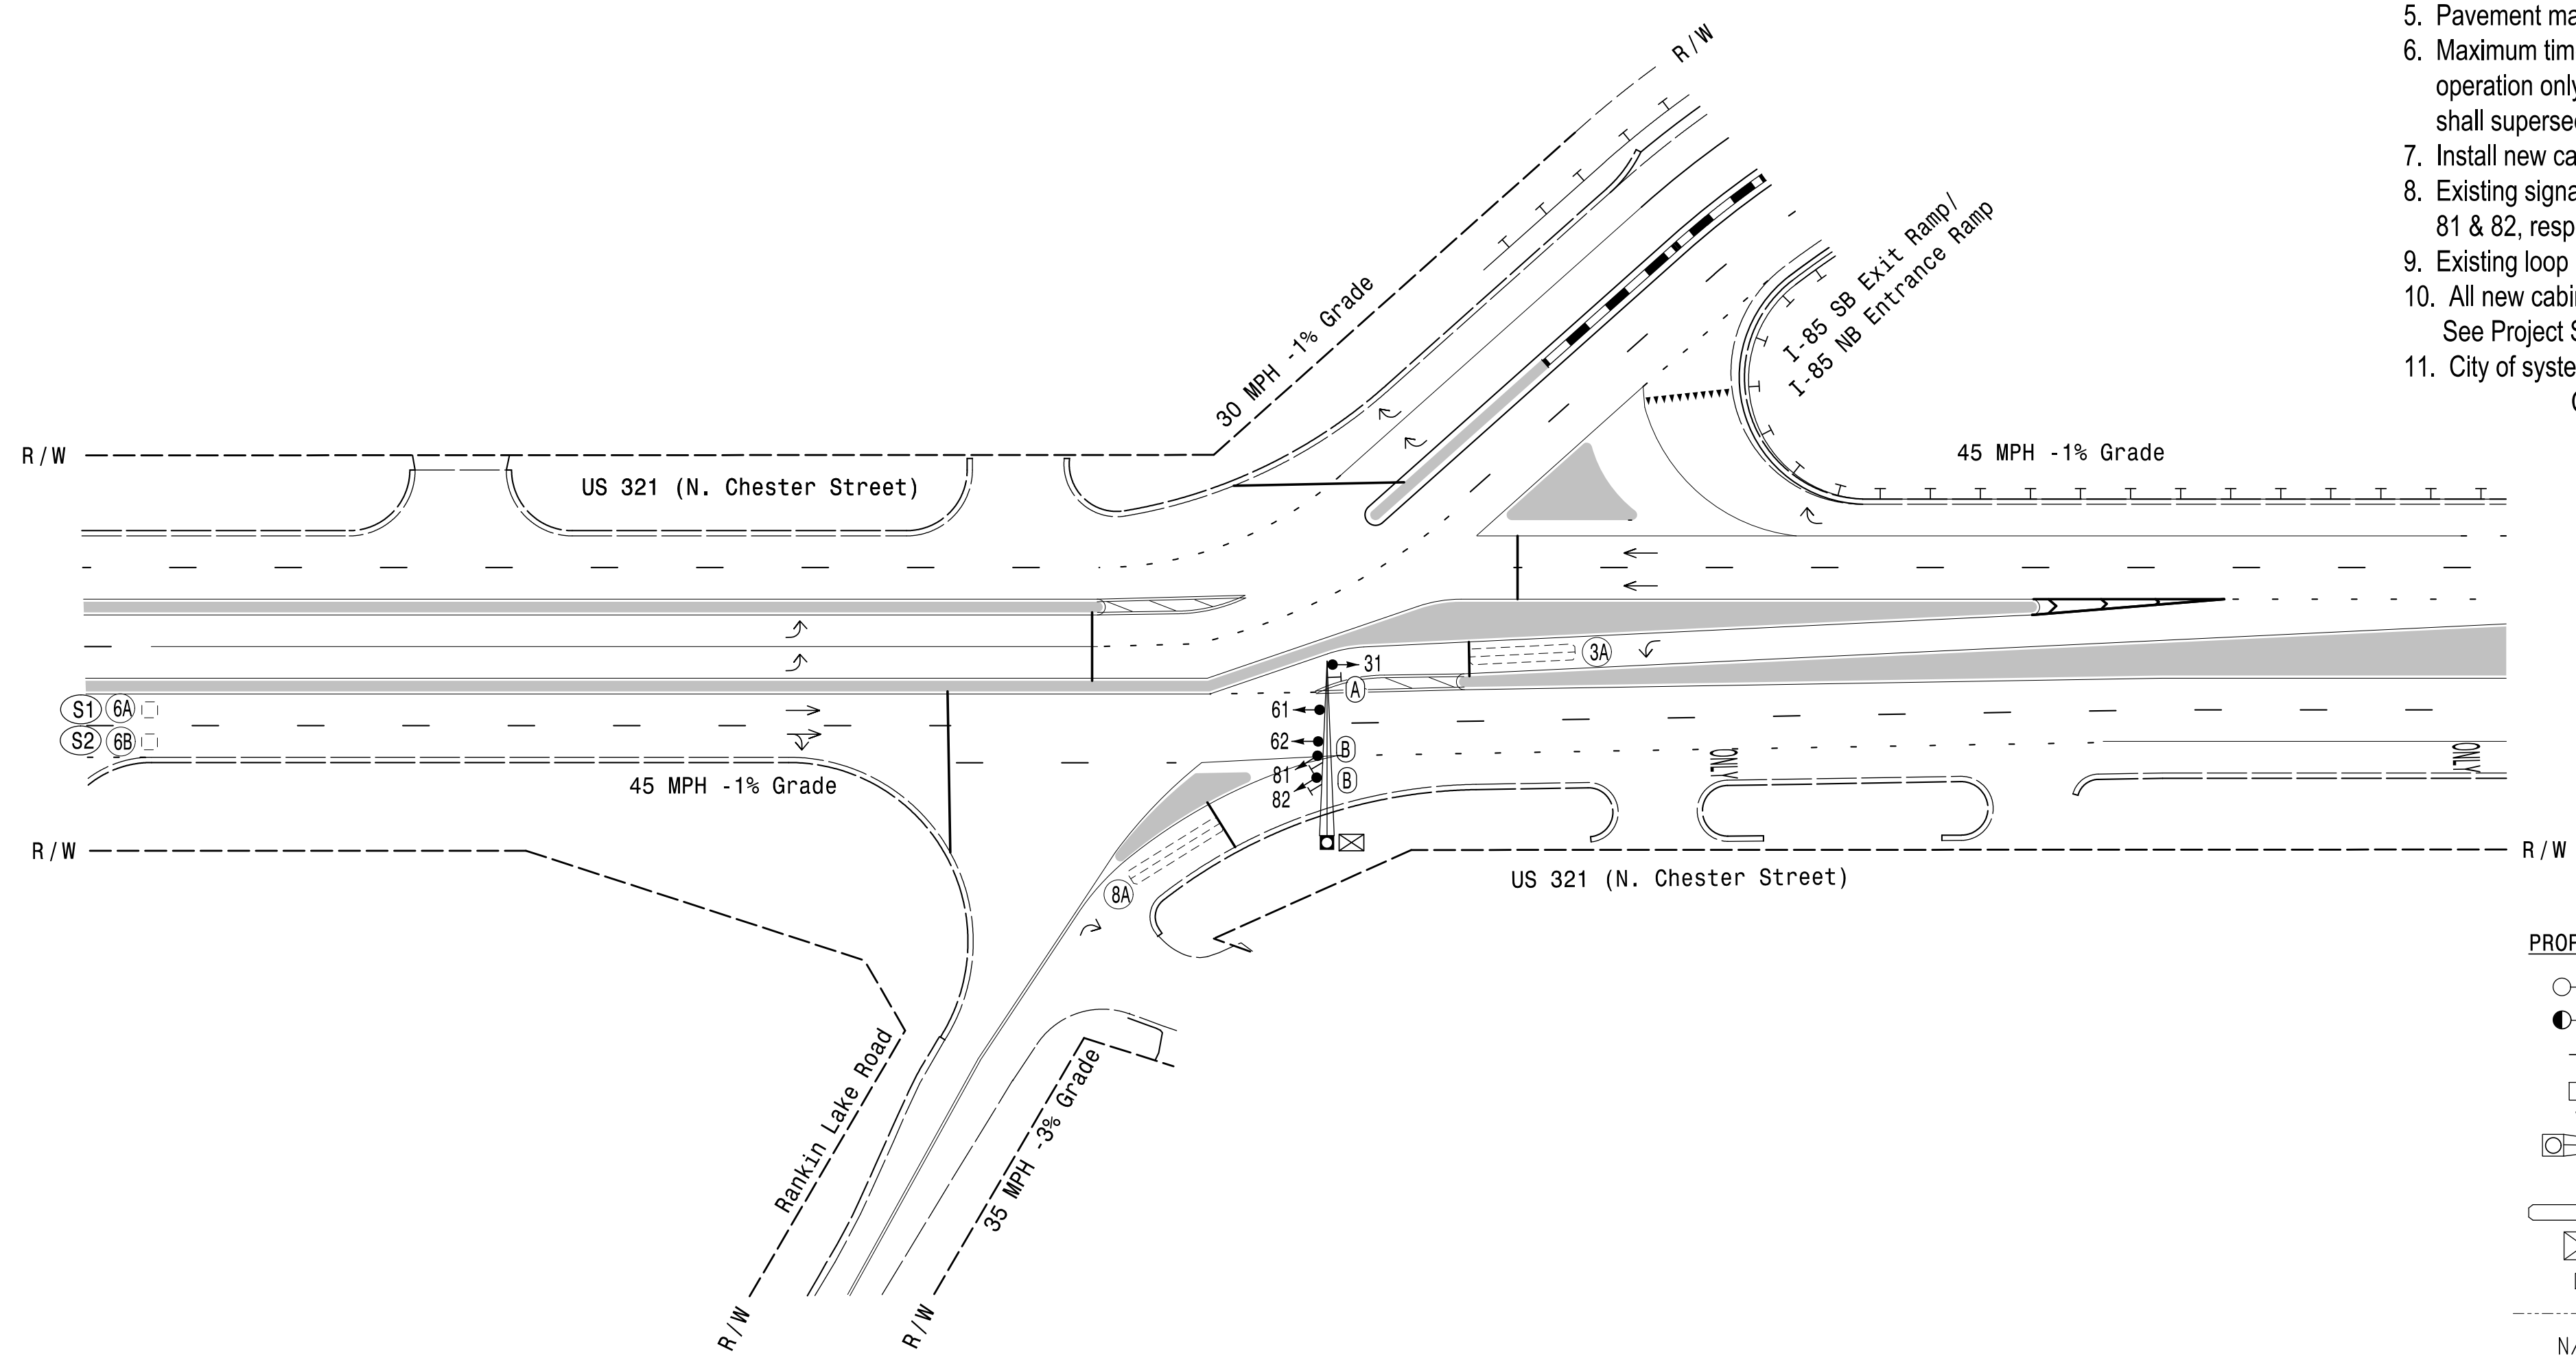 5. Pavement ma
6. Maximum tim
operation only
shall supersed
7. Install new ca
8. Existing signa
81 & 82, resp
9. Existing loop
10. All new cabi
See Project S
11. City of syste
R/W
30 MPH -1% Grade
I-85 SB Exit Ramp/
I-85 NB Entrance Ramp
45 MPH -1% Grade
R/W
US 321 (N. Chester Street)
3A
31
A
S1 6A
61
S2 6B
62
B
81
B
82
ONLY
ONLY
45 MPH -1% Grade
R/W
R/W
US 321 (N. Chester Street)
8A
PROP
Rankin Lake Road
35 MPH -3% Grade
R/W
R/W
N/